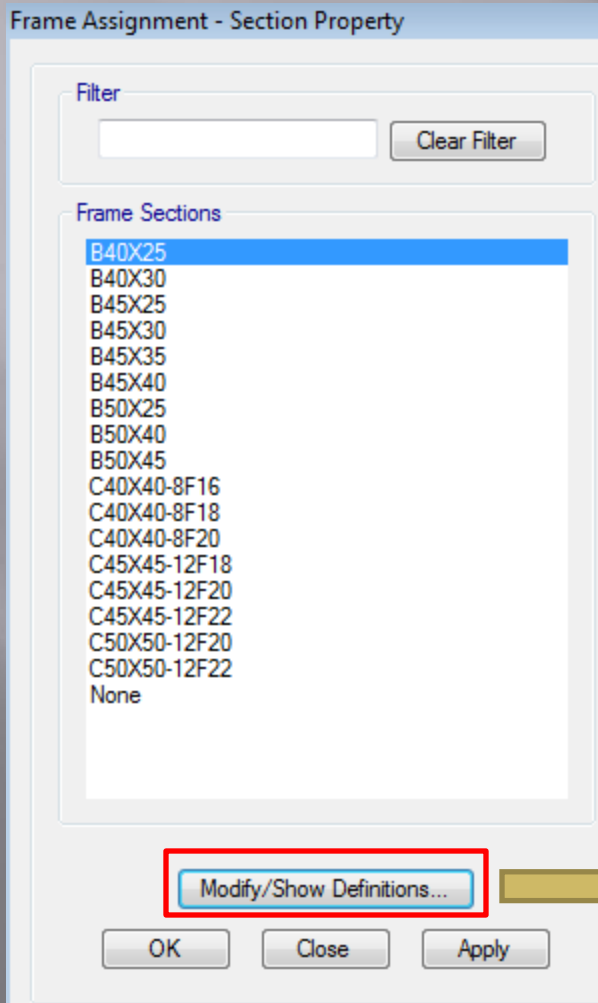 Frame Assignment - Section Property
Filter
Clear Filter
Frame Sections
B40X25
B40X30
B45X25
B45X30
B45X35
B45X40
B50X25
B50X40
B50X45
C40X40-8F16
C40X40-8F18
C40X40-8F20
C45X45-12F18
C45X45-12F20
C45X45-12F22
C50X50-12F20
C50X50-12F22
None
Modify/Show Definitions...
OK Close Apply